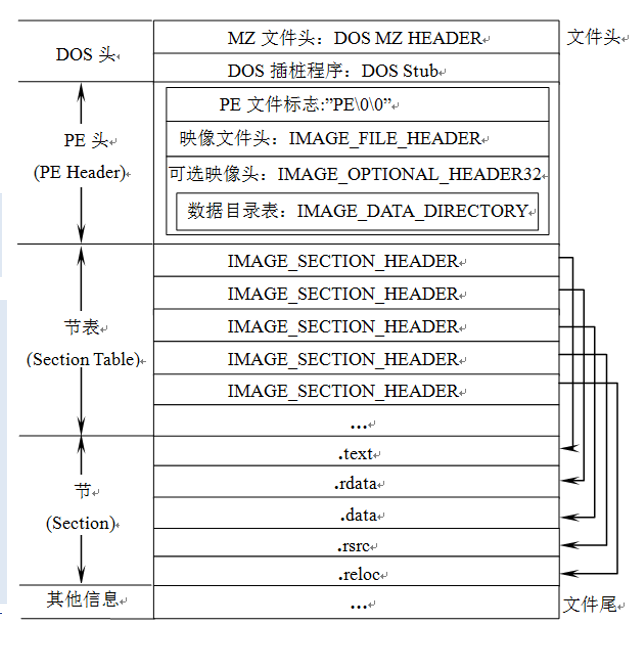 DOS 头
MZ 文件头：DOS MZ HEADER
文件头
DOS 插桩程序：DOS Stub
PE 头
(PE Header)
PE 文件标志:”PE\0\0”
映像文件头：IMAGE_FILE_HEADER
可选映像头：IMAGE_OPTIONAL_HEADER32
数据目录表：IMAGE_DATA_DIRECTORY
节表
(Section Table)
IMAGE_SECTION_HEADER
IMAGE_SECTION_HEADER
IMAGE_SECTION_HEADER
IMAGE_SECTION_HEADER
IMAGE_SECTION_HEADER
...
节
(Section)
.text
.rdata
.data
.rsrc
.reloc
其他信息
...
文件尾